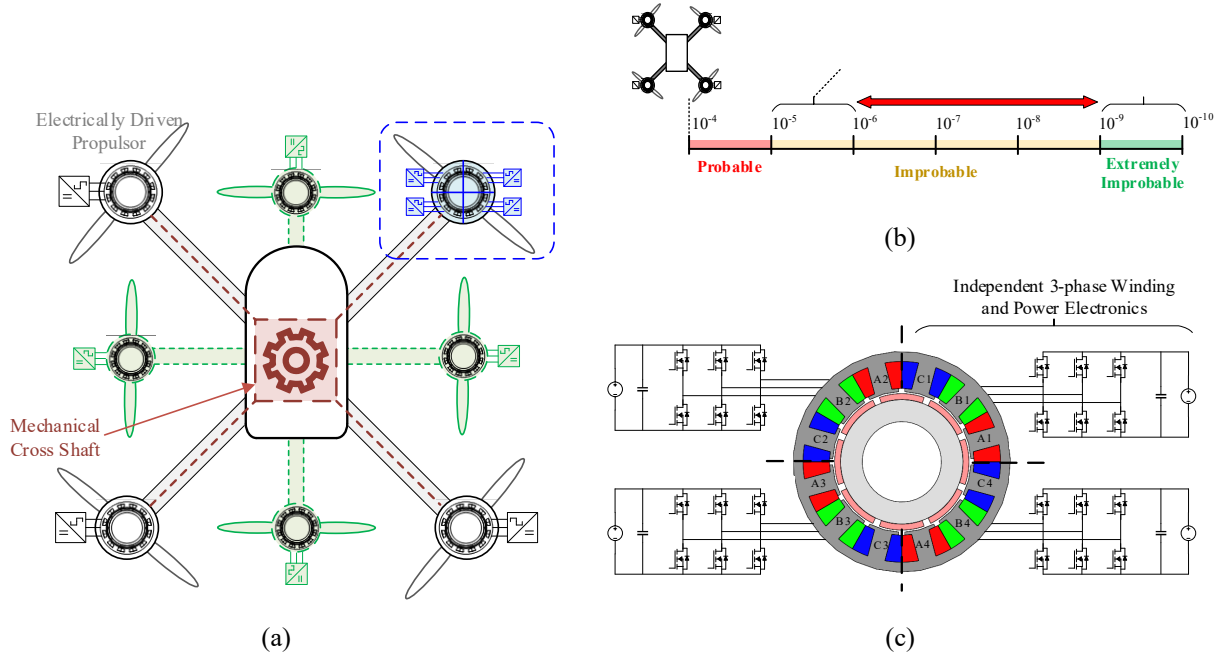 Electrically Driven
Propulsor
Mechanical
Cross Shaft
(a)
10-4
10-5
10-6
10-7
10-8
10-9
10-10
Probable
Improbable
Extremely
Improbable
(b)
Independent 3-phase Winding
and Power Electronics
A2
C1
B2
B1
C2
A1
A3
C4
B3
B4
C3
A4
(c)